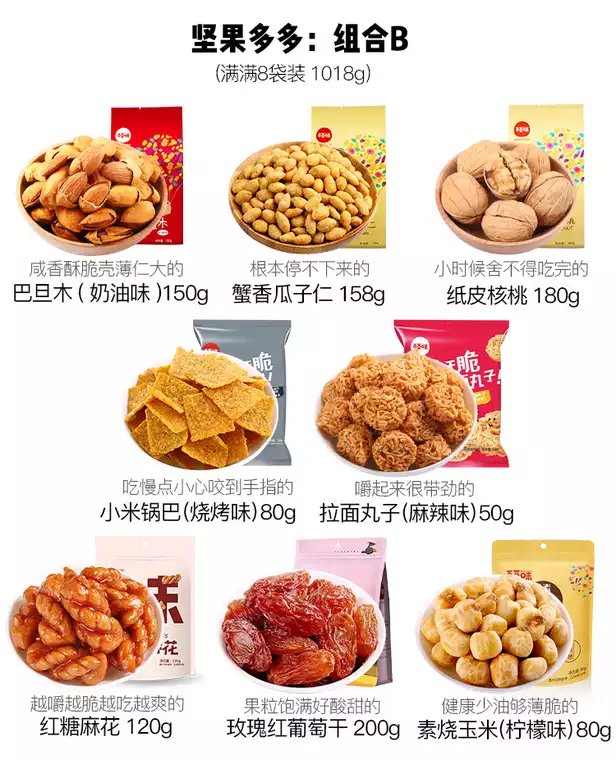 坚果多多：组合B
(满满8袋装 1018g)
咸香酥脆壳薄仁大的
巴旦木 ( 奶油味 )150g
根本停不下来的
蟹香瓜子仁 158g
小时候舍不得吃完的
纸皮核桃 180g
吃慢点小心咬到手指的
小米锅巴(烧烤味)80g
嚼起来很带劲的
拉面丸子(麻辣味)50g
越嚼越脆越吃越爽的
红糖麻花 120g
果粒饱满好酸甜的
玫瑰红葡萄干 200g
健康少油够薄脆的
素烧玉米(柠檬味)80g